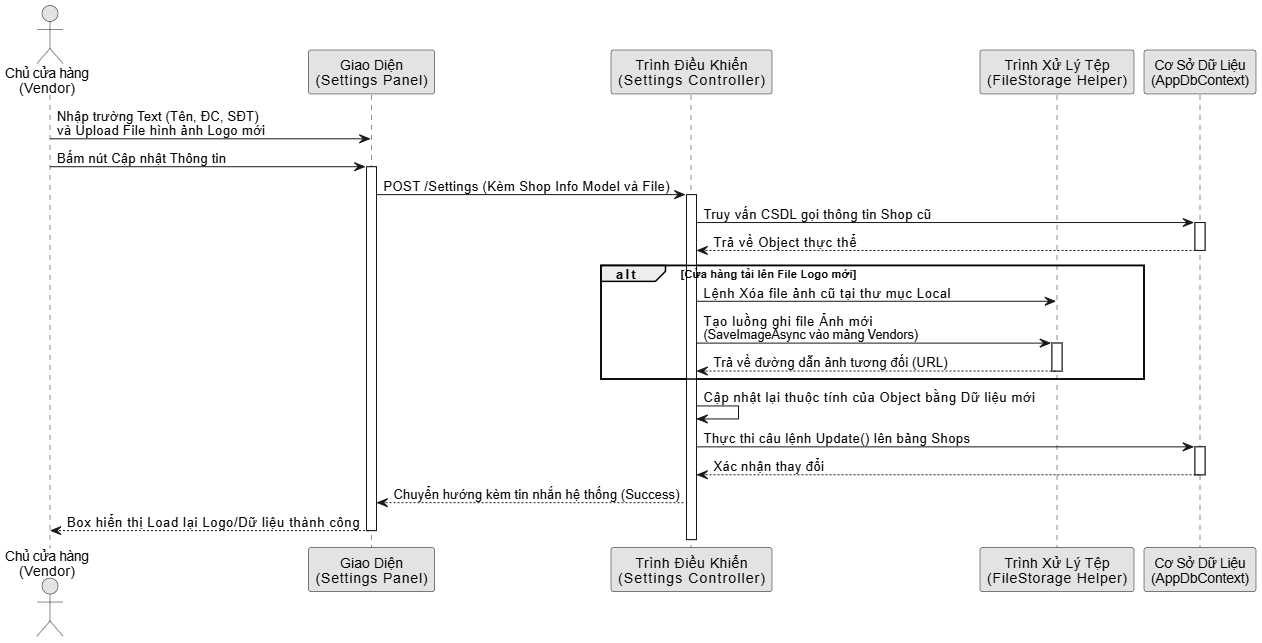 Chủ cửa hàng
(Vendor)
Giao Diện
(Settings Panel)
Trình Điều Khiển
(Settings Controller)
Trình Xử Lý Tệp
(FileStorage Helper)
Cơ Sở Dữ Liệu
(AppDbContext)
Nhập trường Text (Tên, ĐC, SĐT)
và Upload File hình ảnh Logo mới
Bấm nút Cập nhật Thông tin
POST /Settings (Kèm Shop Info Model và File)
Truy vấn CSDL gọi thông tin Shop cũ
Trả về Object thực thể
alt
[Cửa hàng tải lên File Logo mới]
Lệnh Xóa file ảnh cũ tại thư mục Local
Tạo luồng ghi file Ảnh mới
(SaveImageAsync vào mảng Vendors)
Trả về đường dẫn ảnh tương đối (URL)
Cập nhật lại thuộc tính của Object bằng Dữ liệu mới
Thực thi câu lệnh Update() lên bảng Shops
Xác nhận thay đổi
Chuyển hướng kèm tin nhắn hệ thống (Success)
Box hiển thị Load lại Logo/Dữ liệu thành công
Chủ cửa hàng
(Vendor)
Giao Diện
(Settings Panel)
Trình Điều Khiển
(Settings Controller)
Trình Xử Lý Tệp
(FileStorage Helper)
Cơ Sở Dữ Liệu
(AppDbContext)